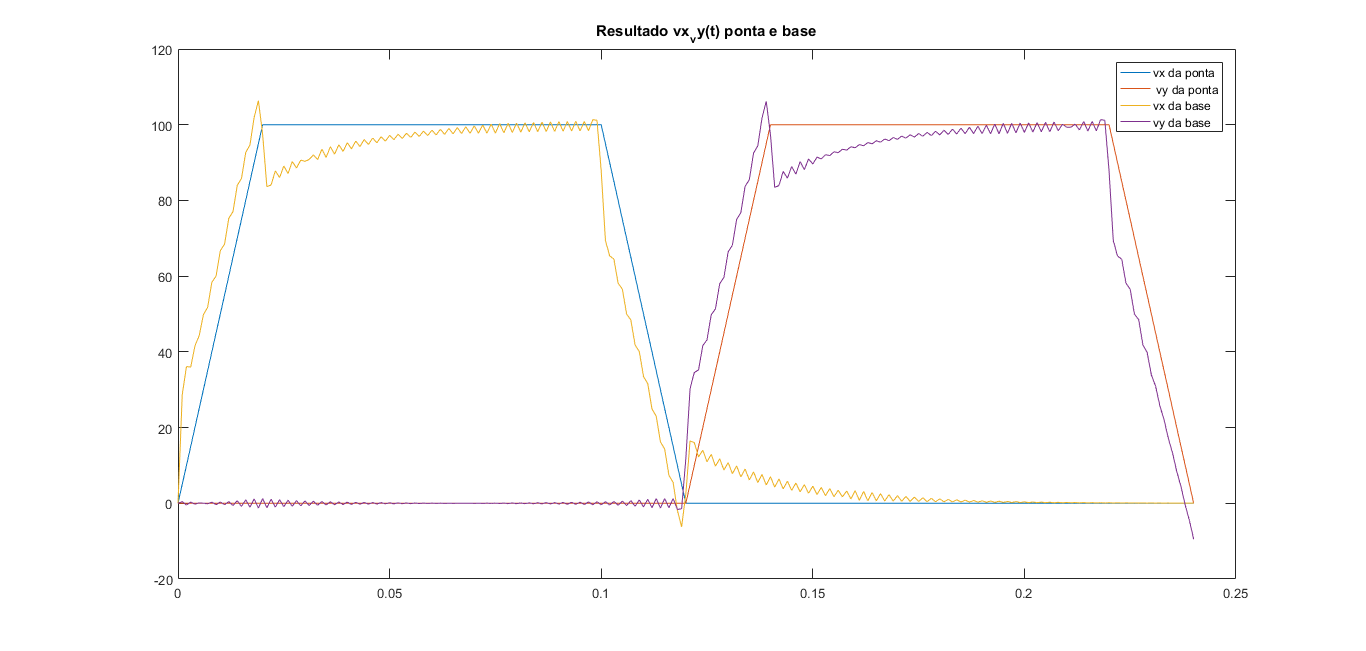 Resultado vx_vy(t) ponta e base
120
100
80
60
40
20
0
-20
0 0.05 0.1 0.15 0.2 0.25
vx da ponta
vy da ponta
vx da base
vy da base